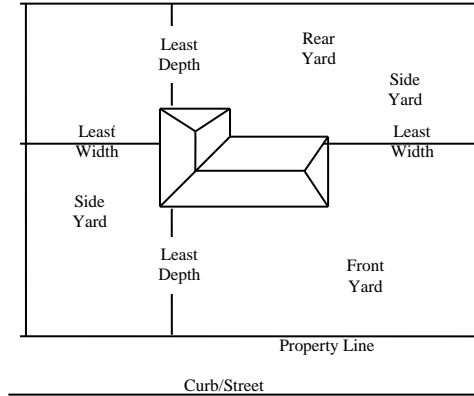 Rear
Yard
Least
Depth
Side
Yard
Least
Width
Least
Width
Side
Yard
Least
Depth
Front
Yard
Property Line
Curb/Street